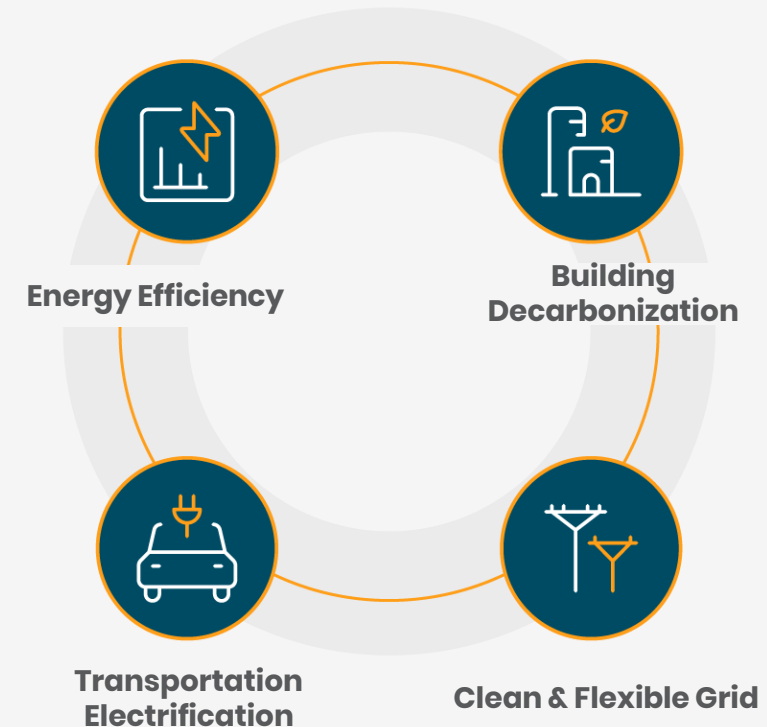 Energy Efficiency
Building
Decarbonization
Transportation
Electrification
Clean & Flexible Grid